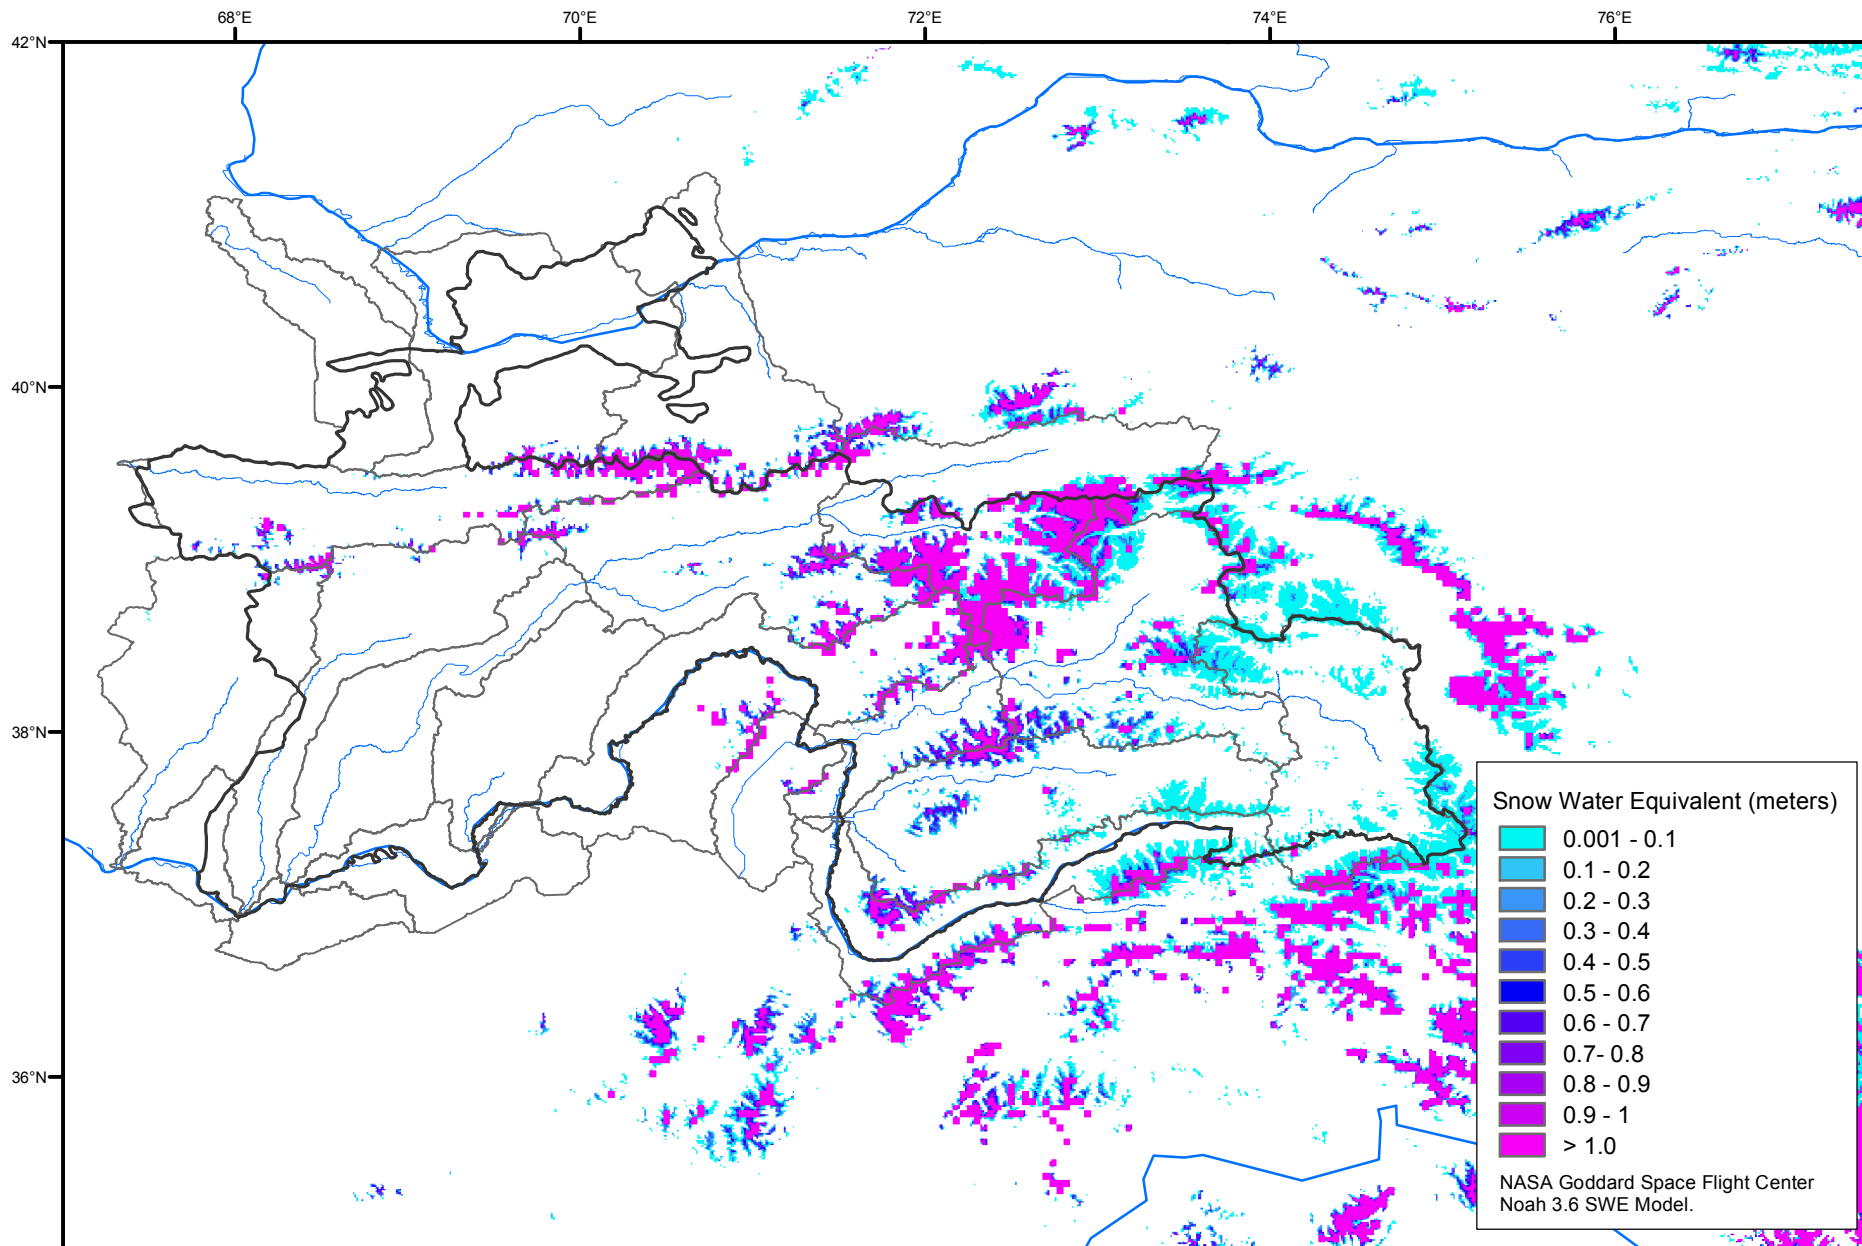 68°E 70°E 72°E 74°E 76°E
42°N
40°N
38°N
36°N
Snow Water Equivalent (meters)
0.001 - 0.1
0.1 - 0.2
0.2 - 0.3
0.3 - 0.4
0.4 - 0.5
0.5 - 0.6
0.6 - 0.7
0.7- 0.8
0.8 - 0.9
0.9 - 1
> 1.0
NASA Goddard Space Flight Center
Noah 3.6 SWE Model.